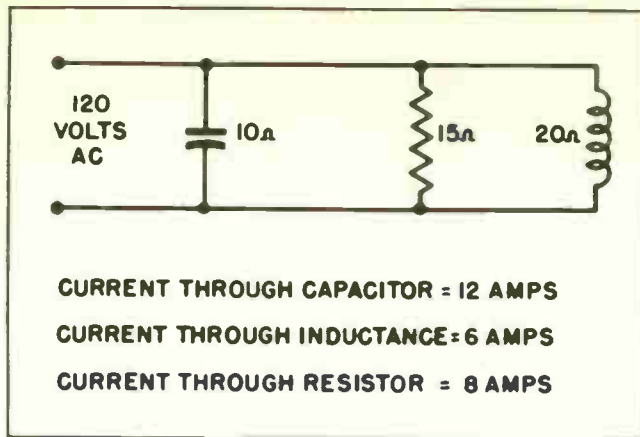 120
VOLTS
AC
10Ω
15Ω
20Ω
CURRENT THROUGH CAPACITOR = 12 AMPS
CURRENT THROUGH INDUCTANCE = 6 AMPS
CURRENT THROUGH RESISTOR = 8 AMPS